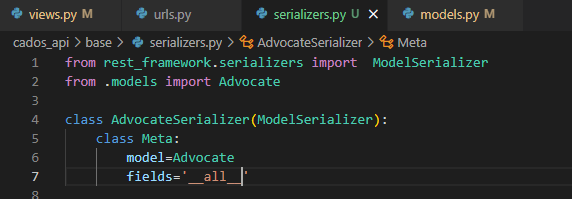 views.py M urls.py serializers.py U × models.py M
cados_api > base > serializers.py > AdvocateSerializer > Meta
1 from rest_framework.serializers import  ModelSerializer
2 from .models import Advocate
3
4 class AdvocateSerializer(ModelSerializer):
5     class Meta:
6         model=Advocate
7         fields='__all__'
8